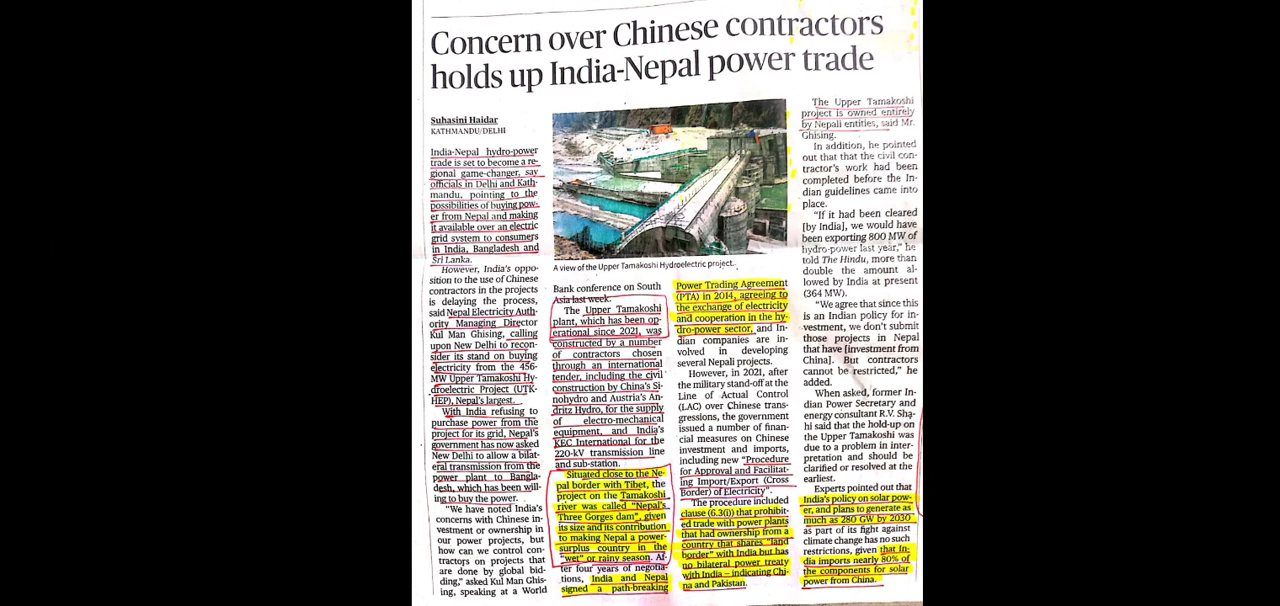 Concern over Chinese contractors
holds up India-Nepal power trade
Suhasini Haidar
KATHMANDU/DELHI
India-Nepal hydro-power
trade is set to become a re-
gional game-changer, say
officials in Delhi and Kath-
mandu, pointing to the
possibilities of buying pow-
er from Nepal and making
it available over an electric
grid system to consumers
in India, Bangladesh and
Sri Lanka.
However, India's oppo-
sition to the use of Chinese
contractors in the projects
is delaying the process,
said Nepal Electricity Auth-
ority Managing Director
Kul Man Ghising, calling
upon New Delhi to recon-
sider its stand on buying
electricity from the 456-
MW Upper Tamakoshi Hy-
droelectric Project (UTK-
HEP), Nepal's largest.
With India refusing to
purchase power from the
project for its grid, Nepal's
government has now asked
New Delhi to allow a bilat-
eral transmission from the
power plant to Bangla-
desh, which has been will-
ing to buy the power.
"We have noted India's
concerns with Chinese in-
vestment or ownership in
our power projects, but
how can we control con-
tractors on projects that
are done by global bid-
ding," asked Kul Man Ghis-
ing, speaking at a World
A view of the Upper Tamakoshi Hydroelectric project.
Bank conference on South
Asia last week.
The Upper Tamakoshi
plant, which has been op-
erational since 2021, was
constructed by a number
of contractors chosen
through an international
tender, including the civil
construction by China's Si-
nohydro and Austria's An-
dritz Hydro, for the supply
of electro-mechanical
equipment, and India's
KEC International for the
220-kV transmission line
and sub-station.
Situated close to the Ne-
pal border with Tibet, the
project on the Tamakoshi
river was called "Nepal's
Three Gorges dam", given
its size and its contribution
to making Nepal a power-
surplus country in the
"wet" or rainy season. Af-
ter four years of negotia-
tions, India and Nepal
signed a path-breaking
Power Trading Agreement
(PTA) in 2014, agreeing to
the exchange of electricity
and cooperation in the hy-
dro-power sector, and In-
dian companies are in-
volved in developing
several Nepali projects.
However, in 2021, after
the military stand-off at the
Line of Actual Control
(LAC) over Chinese trans-
gressions, the government
issued a number of finan-
cial measures on Chinese
investment and imports,
including new "Procedure
for Approval and Facilitat-
ing Import/Export (Cross
Border) of Electricity".
The procedure included
clause (6.3(i)) that prohibit-
ed trade with power plants
that had ownership from a
country that shares "land
border" with India but has
no bilateral power treaty
with India – indicating Chi-
na and Pakistan.
The Upper Tamakoshi
project is owned entirely
by Nepali entities, said Mr.
Ghising.
In addition, he pointed
out that that the civil con-
tractor's work had been
completed before the In-
dian guidelines came into
place.
"If it had been cleared
[by India], we would have
been exporting 800 MW of
hydro-power last year," he
told The Hindu, more than
double the amount al-
lowed by India at present
(364 MW).
"We agree that since this
is an Indian policy for in-
vestment, we don't submit
those projects in Nepal
that have [investment from
China]. But contractors
cannot be restricted," he
added.
When asked, former In-
dian Power Secretary and
energy consultant R.V. Sha-
hi said that the hold-up on
the Upper Tamakoshi was
due to a problem in inter-
pretation and should be
clarified or resolved at the
earliest.
Experts pointed out that
India's policy on solar pow-
er, and plans to generate as
much as 280 GW by 2030
as part of its fight against
climate change has no such
restrictions, given that In-
dia imports nearly 80% of
the components for solar
power from China.